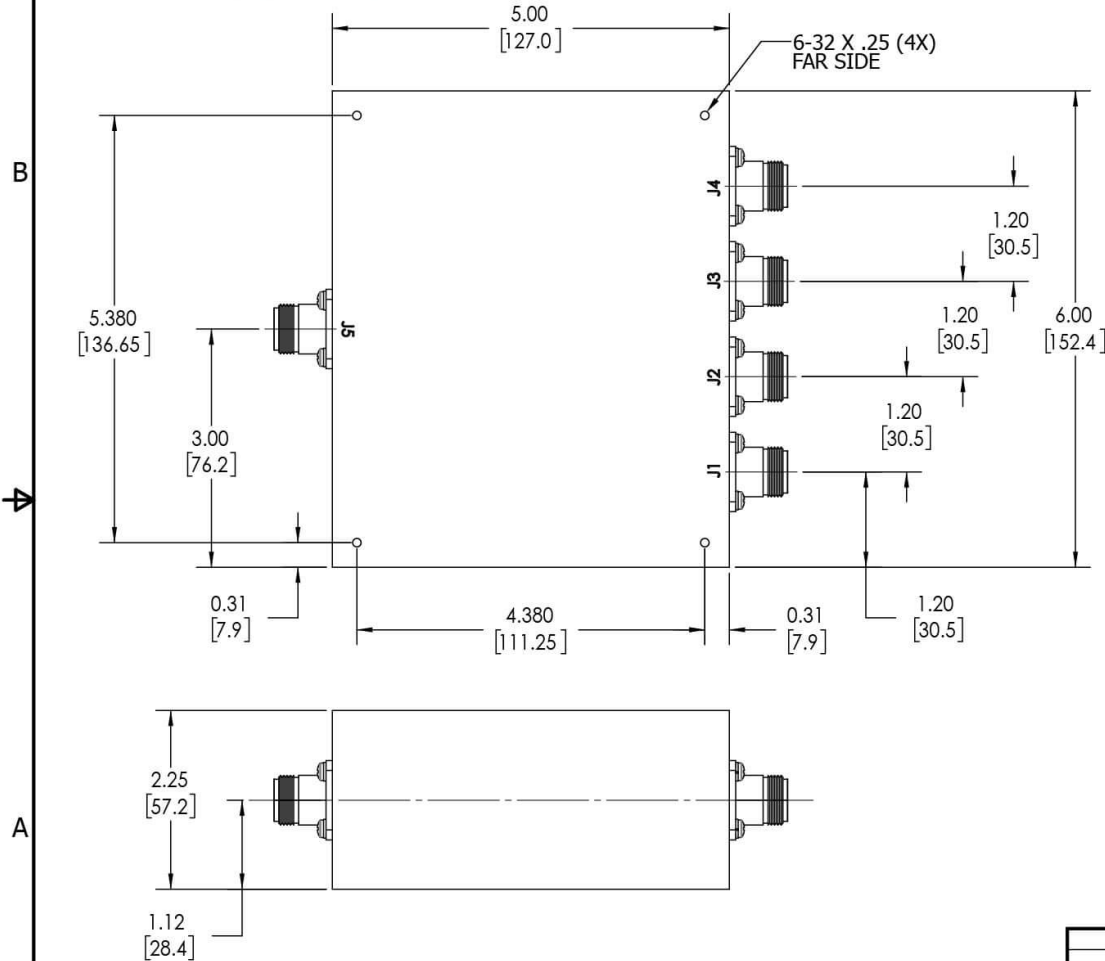 5.00
[127.0]
6-32 X .25 (4X)
FAR SIDE
B
J4
1.20
[30.5]
J3
5.380
[136.65]
J5
1.20
[30.5]
6.00
[152.4]
J2
1.20
[30.5]
3.00
[76.2]
J1
0.31
[7.9]
4.380
[111.25]
0.31
[7.9]
1.20
[30.5]
2.25
[57.2]
A
1.12
[28.4]